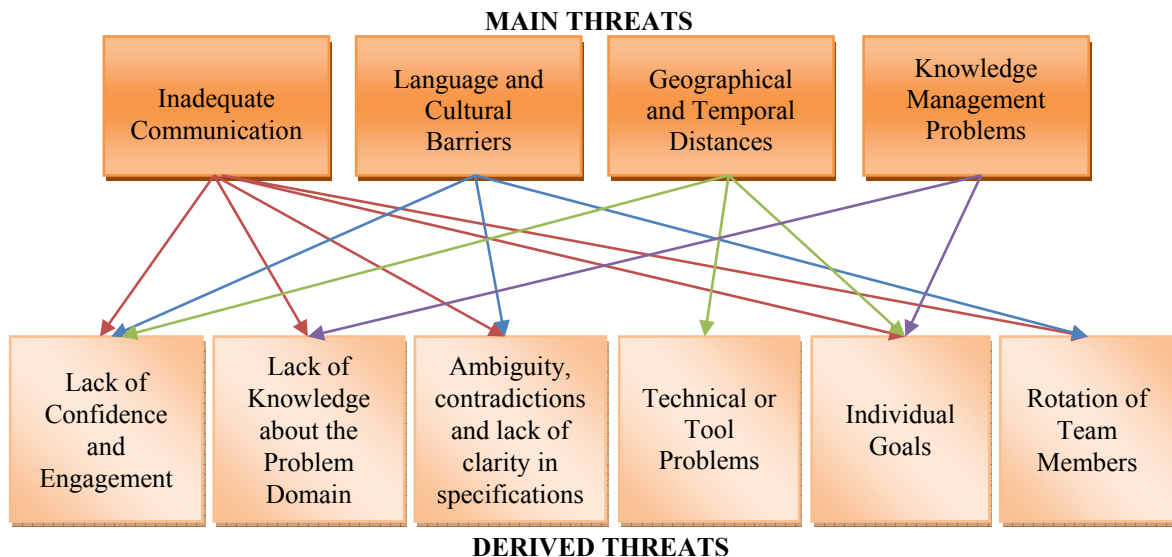 MAIN THREATS
Inadequate
Communication
Language and
Cultural
Barriers
Geographical
and Temporal
Distances
Knowledge
Management
Problems
Lack of
Confidence
and
Engagement
Lack of
Knowledge
about the
Problem
Domain
Ambiguity,
contradictions
and lack of
clarity in
specifications
Technical or
Tool
Problems
Individual
Goals
Rotation of
Team
Members
DERIVED THREATS